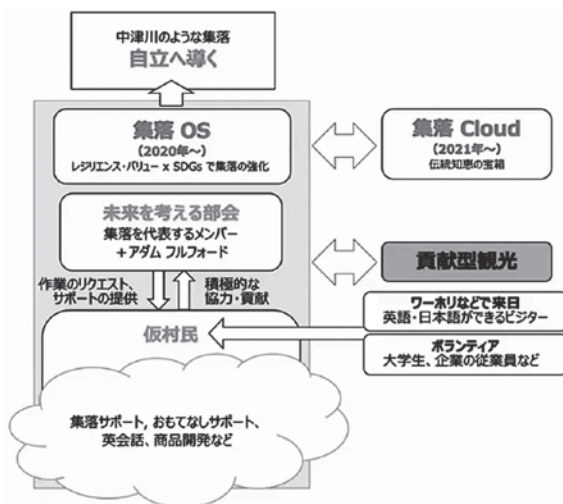 中津川のような集落
自立へ導く
集落 OS
(2020年～)
レジリエンス・バリュー x SDGs で集落の強化
集落 Cloud
(2021年～)
伝統知恵の宝箱
未来を考える部会
集落を代表するメンバー
＋アダム フルフォード
貢献型観光
作業のリクエスト、
サポートの提供
積極的な
協力・貢献
ワーホリなどで来日
英語・日本語ができるビジター
ボランティア
大学生、企業の従業員など
仮村民
集落サポート, おもてなしサポート、
英会話、商品開発など